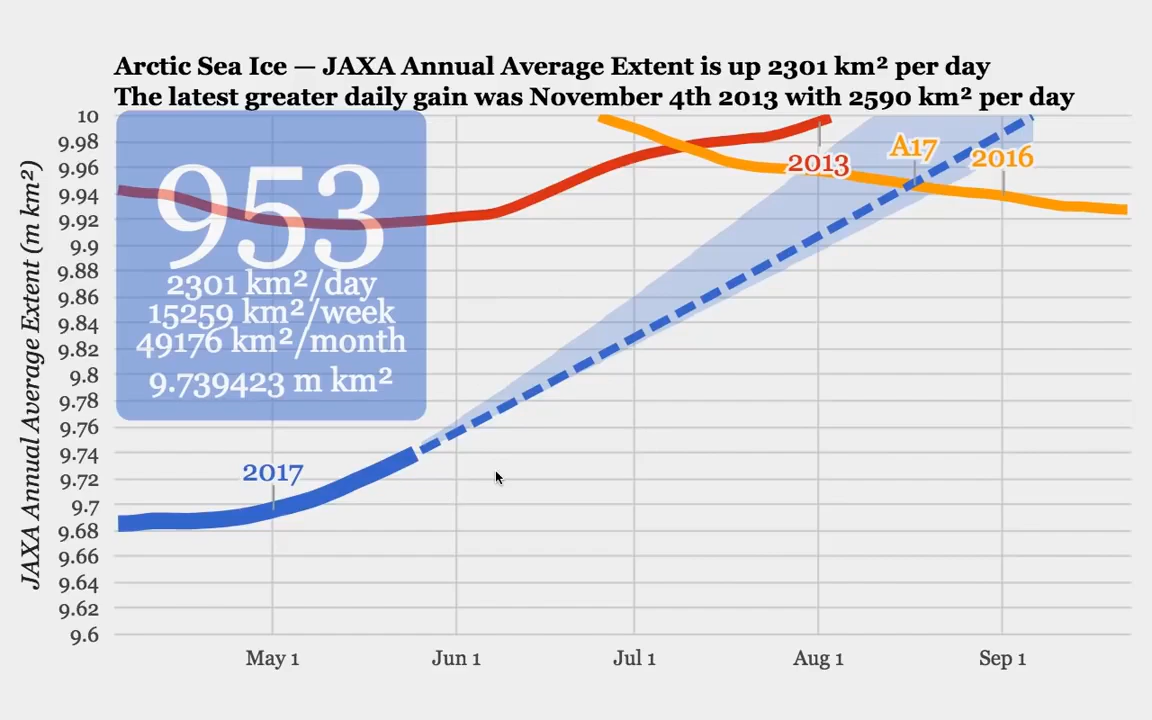 Arctic Sea Ice — JAXA Annual Average Extent is up 2301 km² per day
The latest greater daily gain was November 4th 2013 with 2590 km² per day
JAXA Annual Average Extent (m km²)
10
9.98
9.96
9.94
9.92
9.9
9.88
9.86
9.84
9.82
9.8
9.78
9.76
9.74
9.72
9.7
9.68
9.66
9.64
9.62
9.6
953
2301 km²/day
15259 km²/week
49176 km²/month
9.739423 m km²
2017
2013
A17
2016
May 1
Jun 1
Jul 1
Aug 1
Sep 1